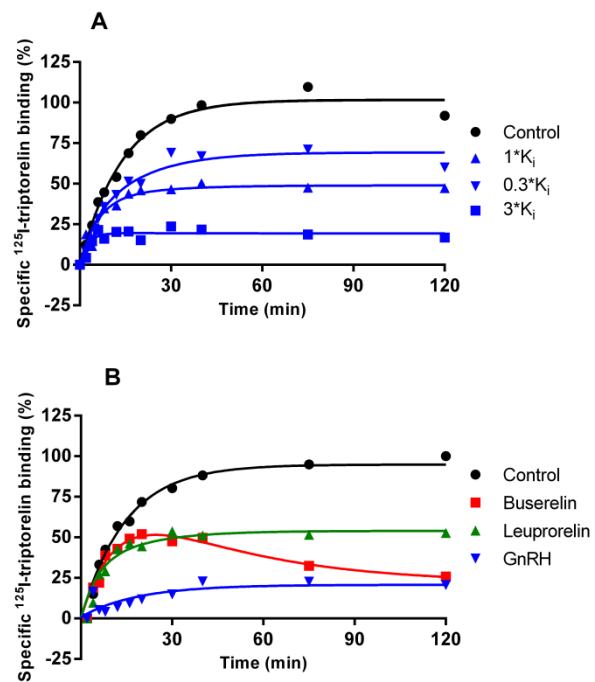 A
Specific ¹²⁵I-triptorelin binding (%)
125
100
75
50
25
0
-25
30
60
90
120
Time (min)
Control
1*Kᵢ
0.3*Kᵢ
3*Kᵢ
B
Specific ¹²⁵I-triptorelin binding (%)
125
100
75
50
25
0
-25
30
60
90
120
Time (min)
Control
Buserelin
Leuprorelin
GnRH